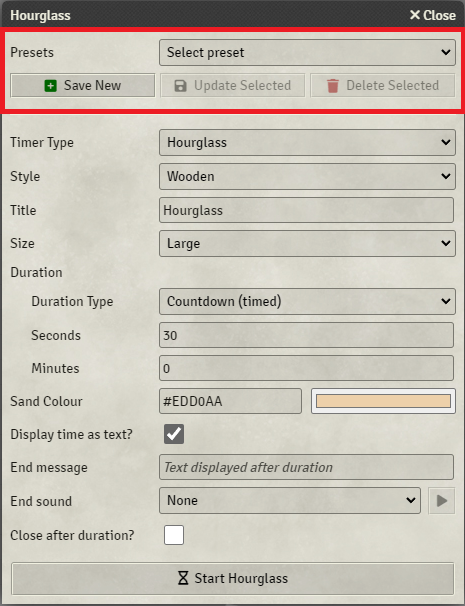 Hourglass ✕ Close
Presets Select preset
Save New Update Selected Delete Selected
Timer Type Hourglass
Style Wooden
Title Hourglass
Size Large
Duration
Duration Type Countdown (timed)
Seconds 30
Minutes 0
Sand Colour #EDD0AA
Display time as text?
End message Text displayed after duration
End sound None
Close after duration?
Start Hourglass